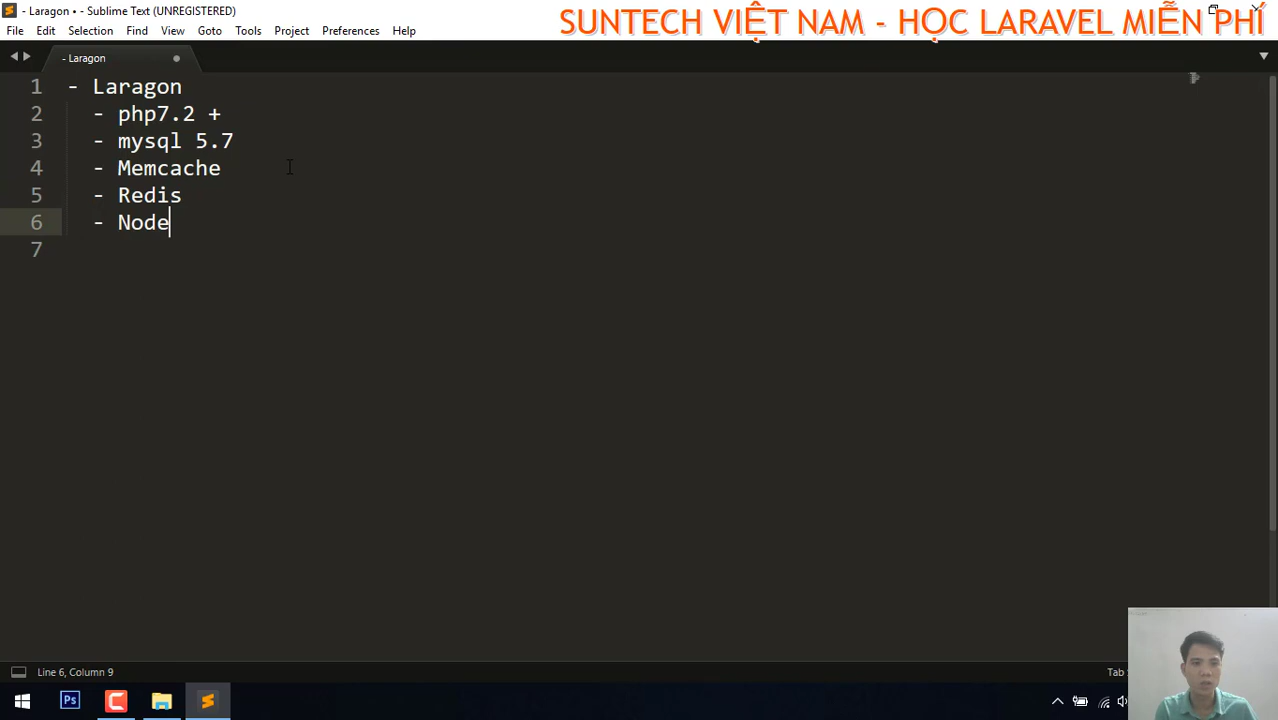 - Laragon • - Sublime Text (UNREGISTERED)
SUNTECH VIỆT NAM - HỌC LARAVEL MIỄN PHÍ
File Edit Selection Find View Goto Tools Project Preferences Help
- Laragon
1 - Laragon
2 - php7.2 +
3 - mysql 5.7
4 - Memcache
5 - Redis
6 - Node
7
Line 6, Column 9
Tab
Ps